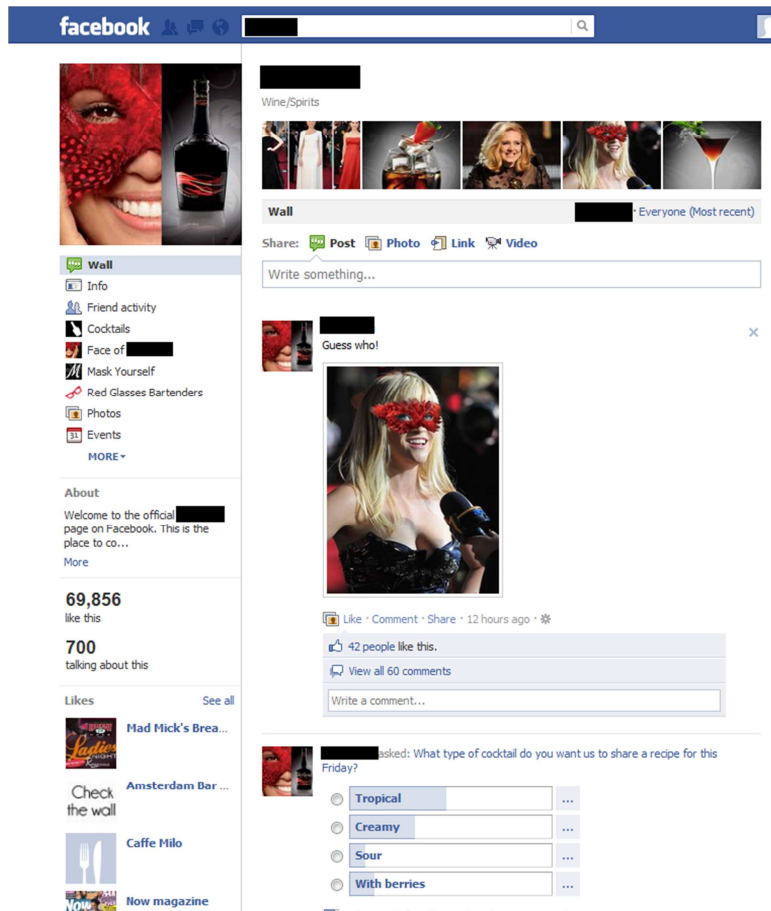 facebook
Wine/Spirits
Wall
· Everyone (Most recent)
Share: Post Photo Link Video
Write something...
Wall
Info
Friend activity
Cocktails
Face of
Mask Yourself
Red Glasses Bartenders
Photos
31 Events
MORE
About
Welcome to the official
page on Facebook. This is the
place to co...
More
69,856
like this
700
talking about this
Likes See all
Ladies
NIGHT
Mad Mick's Brea...
Check
the wall
Amsterdam Bar ...
Caffe Milo
Now
Now magazine
Guess who!
Like · Comment · Share · 12 hours ago ·
42 people like this.
View all 60 comments
Write a comment...
asked: What type of cocktail do you want us to share a recipe for this
Friday?
Tropical ...
Creamy ...
Sour ...
With berries ...